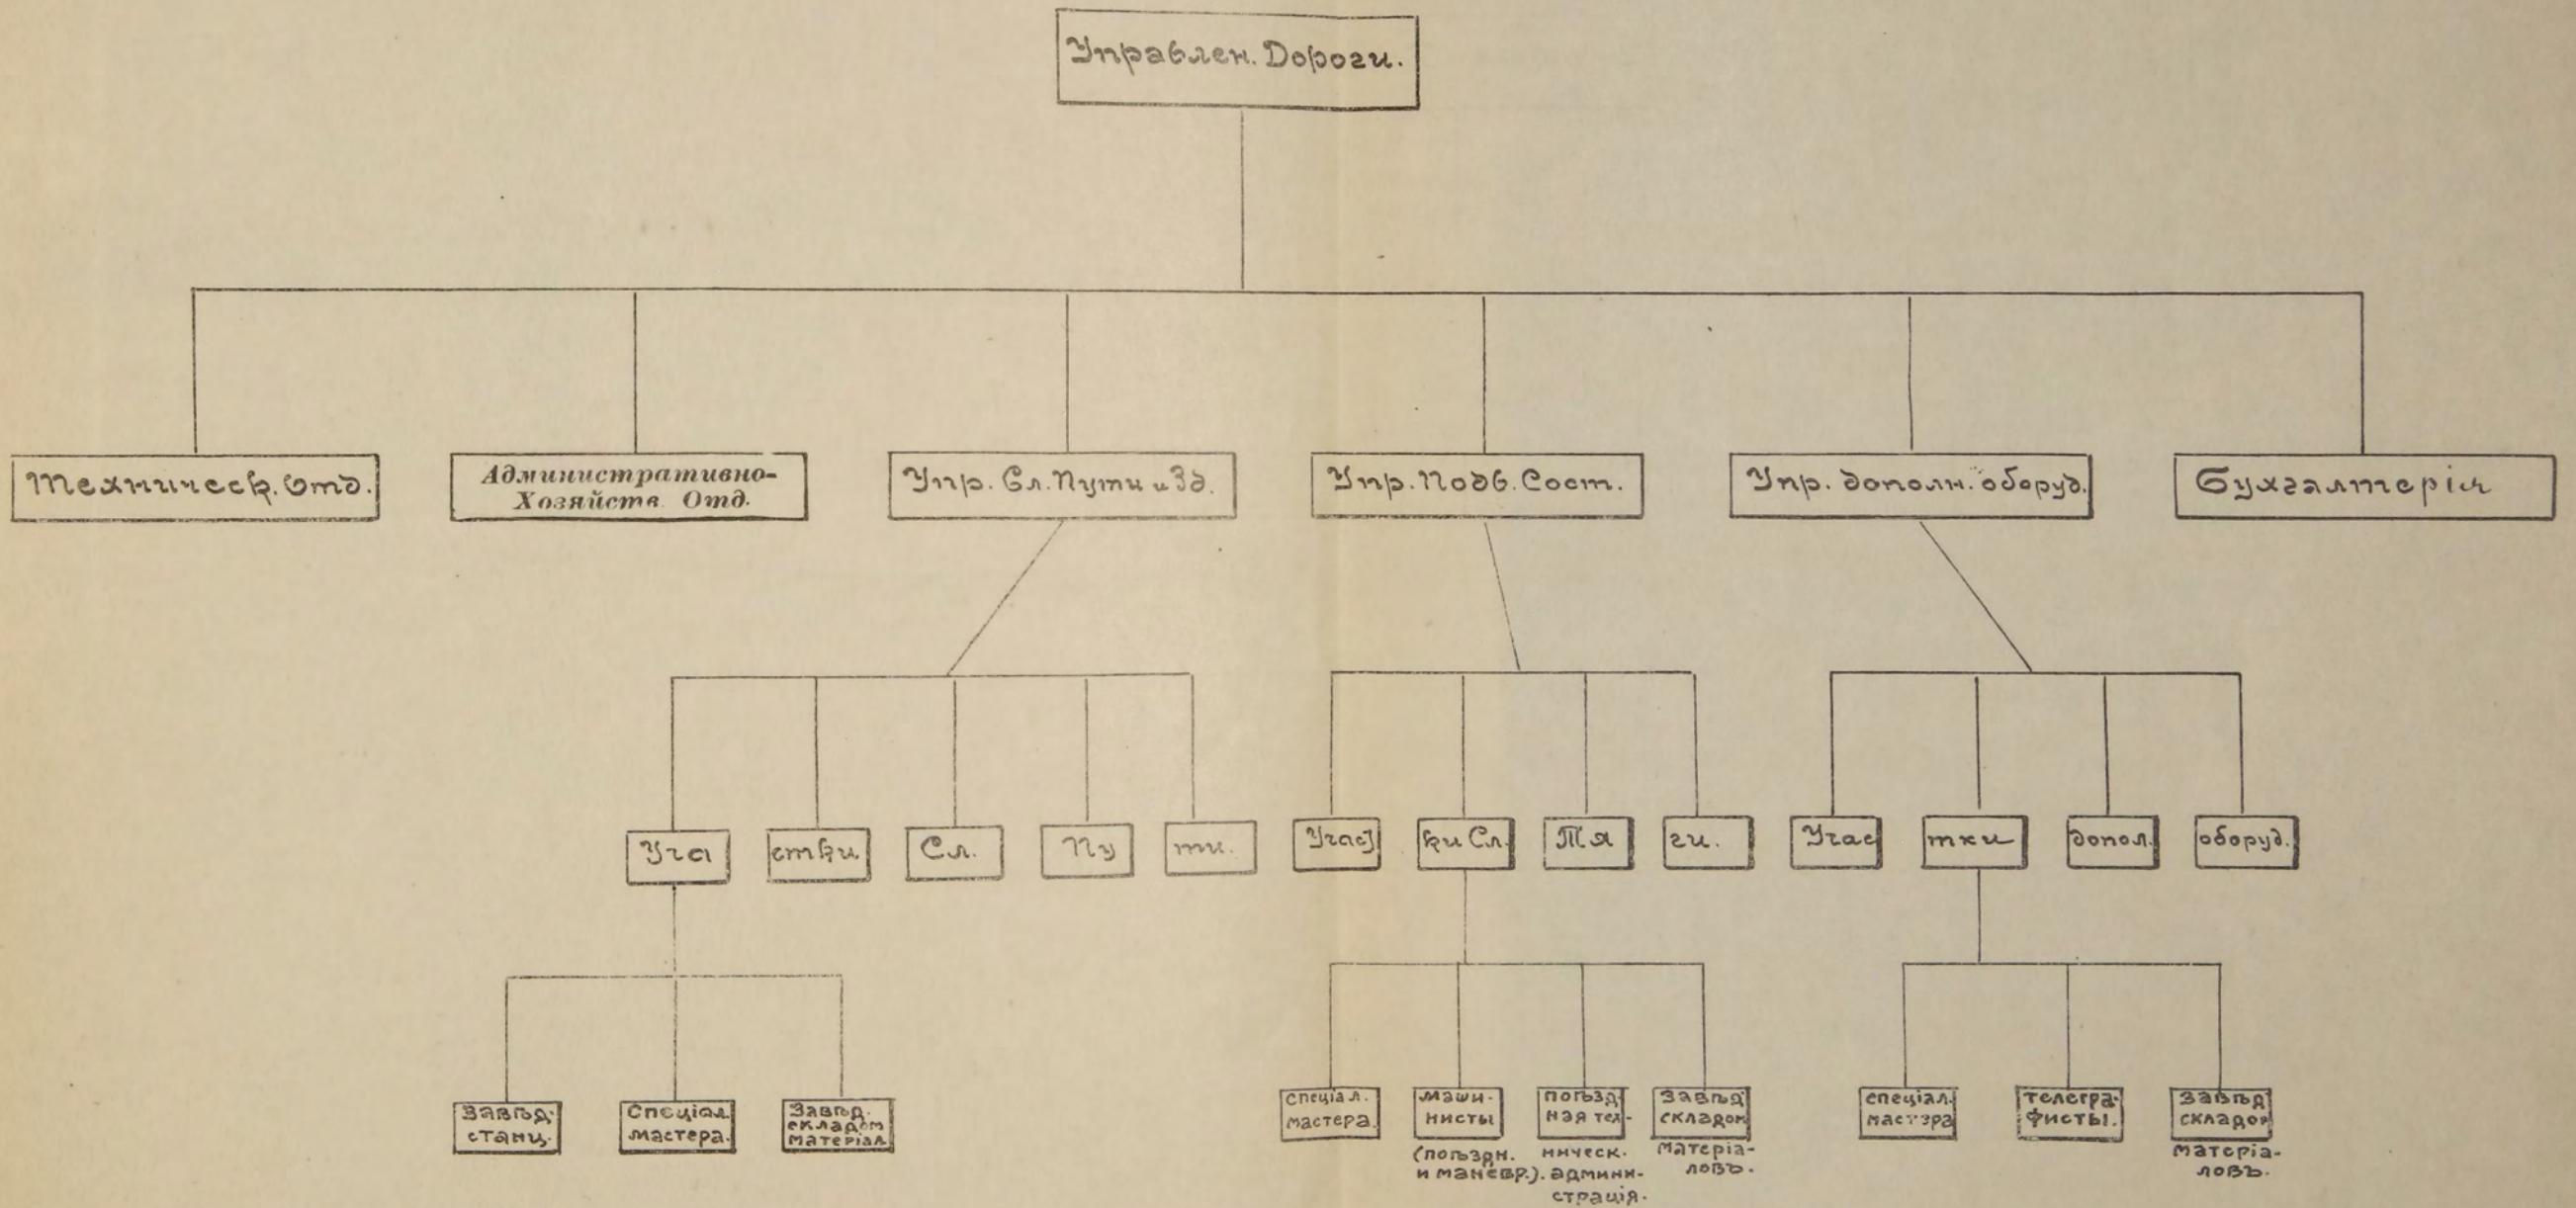 Управлен. Дороги.
Техническ. Отд.
Административно-
Хозяйств. Отд.
Упр. Сл. Пути и Зд.
Упр. Подв. Сост.
Упр. дополн. оборуд.
Бухгалтерія
Уча
стки
Сл.
Пу
ти.
Учас
ки Сл.
Тя
ги.
Учас
тки
допол.
оборуд.
Завѣд.
станц.
Спеціал.
мастера.
Завѣд.
складом
матеріал.
спеціал.
мастера.
маши-
нисты
(поѣздн.
и маневр.).
поѣзд
ная тех-
ническ.
админи-
страція.
завѣд
складом
матеріа-
ловъ.
спеціал.
мастера
телегра-
фисты.
завѣд
складом
матеріа-
ловъ.